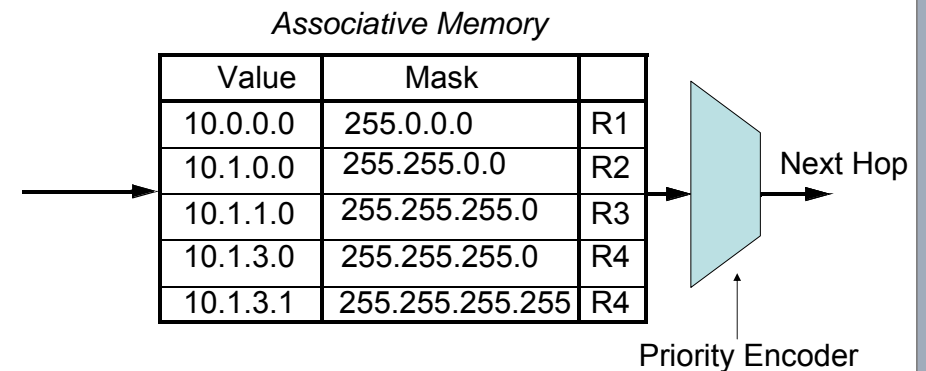 Associative Memory
Value Mask
10.0.0.0 255.0.0.0 R1
10.1.0.0 255.255.0.0 R2
Next Hop
10.1.1.0 255.255.255.0 R3
10.1.3.0 255.255.255.0 R4
10.1.3.1 255.255.255.255 R4
Priority Encoder